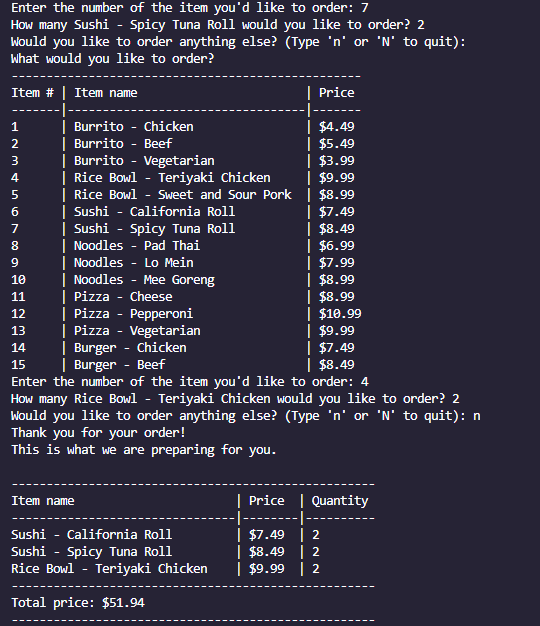 Enter the number of the item you'd like to order: 7
How many Sushi - Spicy Tuna Roll would you like to order? 2
Would you like to order anything else? (Type 'n' or 'N' to quit):
What would you like to order?
--------------------------------------------------
Item # | Item name                        | Price
-------|----------------------------------|-------
1      | Burrito - Chicken                | $4.49
2      | Burrito - Beef                   | $5.49
3      | Burrito - Vegetarian             | $3.99
4      | Rice Bowl - Teriyaki Chicken     | $9.99
5      | Rice Bowl - Sweet and Sour Pork  | $8.99
6      | Sushi - California Roll          | $7.49
7      | Sushi - Spicy Tuna Roll          | $8.49
8      | Noodles - Pad Thai               | $6.99
9      | Noodles - Lo Mein                | $7.99
10     | Noodles - Mee Goreng             | $8.99
11     | Pizza - Cheese                   | $8.99
12     | Pizza - Pepperoni                | $10.99
13     | Pizza - Vegetarian               | $9.99
14     | Burger - Chicken                 | $7.49
15     | Burger - Beef                    | $8.49
Enter the number of the item you'd like to order: 4
How many Rice Bowl - Teriyaki Chicken would you like to order? 2
Would you like to order anything else? (Type 'n' or 'N' to quit): n
Thank you for your order!
This is what we are preparing for you.

----------------------------------------------------
Item name                       | Price  | Quantity
--------------------------------|--------|----------
Sushi - California Roll         | $7.49  | 2
Sushi - Spicy Tuna Roll         | $8.49  | 2
Rice Bowl - Teriyaki Chicken    | $9.99  | 2
----------------------------------------------------
Total price: $51.94
----------------------------------------------------